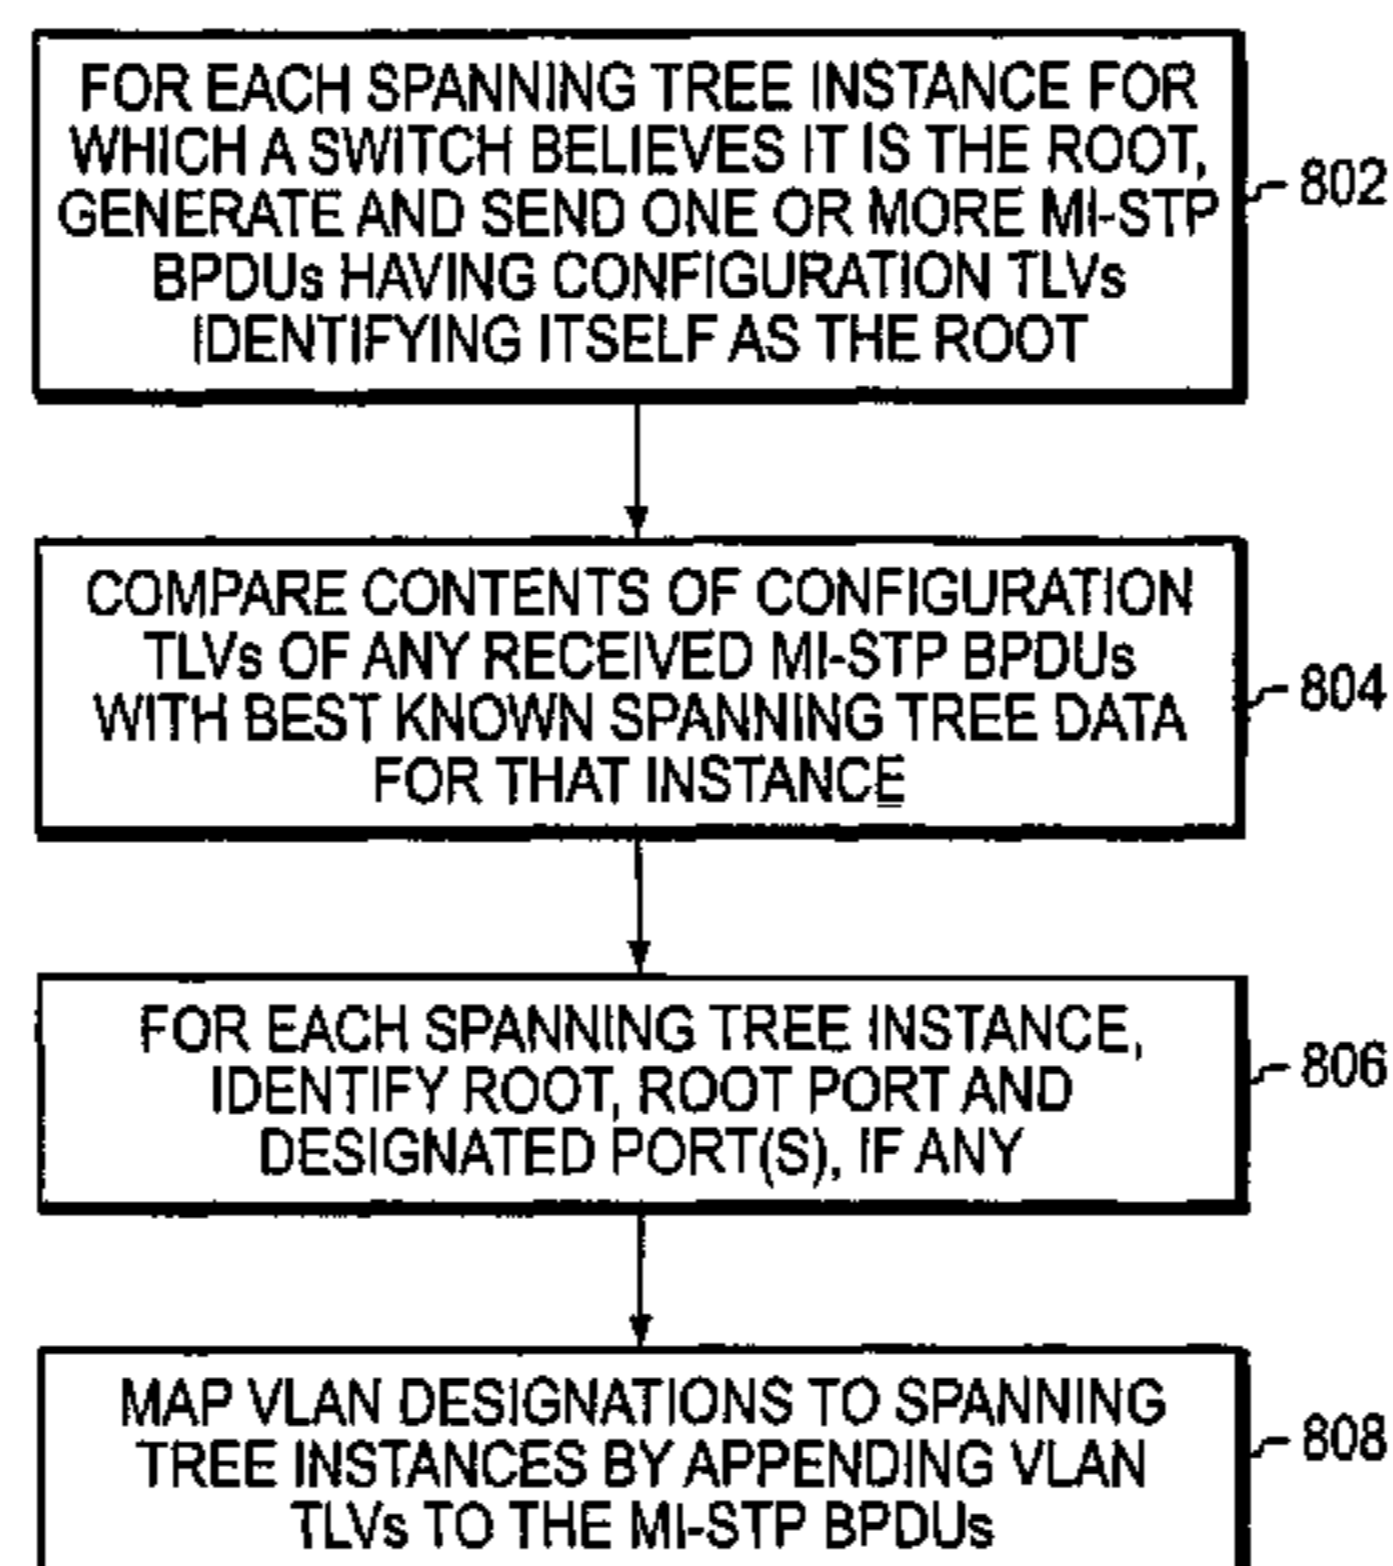 FOR EACH SPANNING TREE INSTANCE FOR
WHICH A SWITCH BELIEVES IT IS THE ROOT,
GENERATE AND SEND ONE OR MORE MI-STP
BPDUs HAVING CONFIGURATION TLVs
IDENTIFYING ITSELF AS THE ROOT
802
COMPARE CONTENTS OF CONFIGURATION
TLVs OF ANY RECEIVED MI-STP BPDUs
WITH BEST KNOWN SPANNING TREE DATA
FOR THAT INSTANCE
804
FOR EACH SPANNING TREE INSTANCE,
IDENTIFY ROOT, ROOT PORT AND
DESIGNATED PORT(S), IF ANY
806
MAP VLAN DESIGNATIONS TO SPANNING
TREE INSTANCES BY APPENDING VLAN
TLVs TO THE MI-STP BPDUs
808